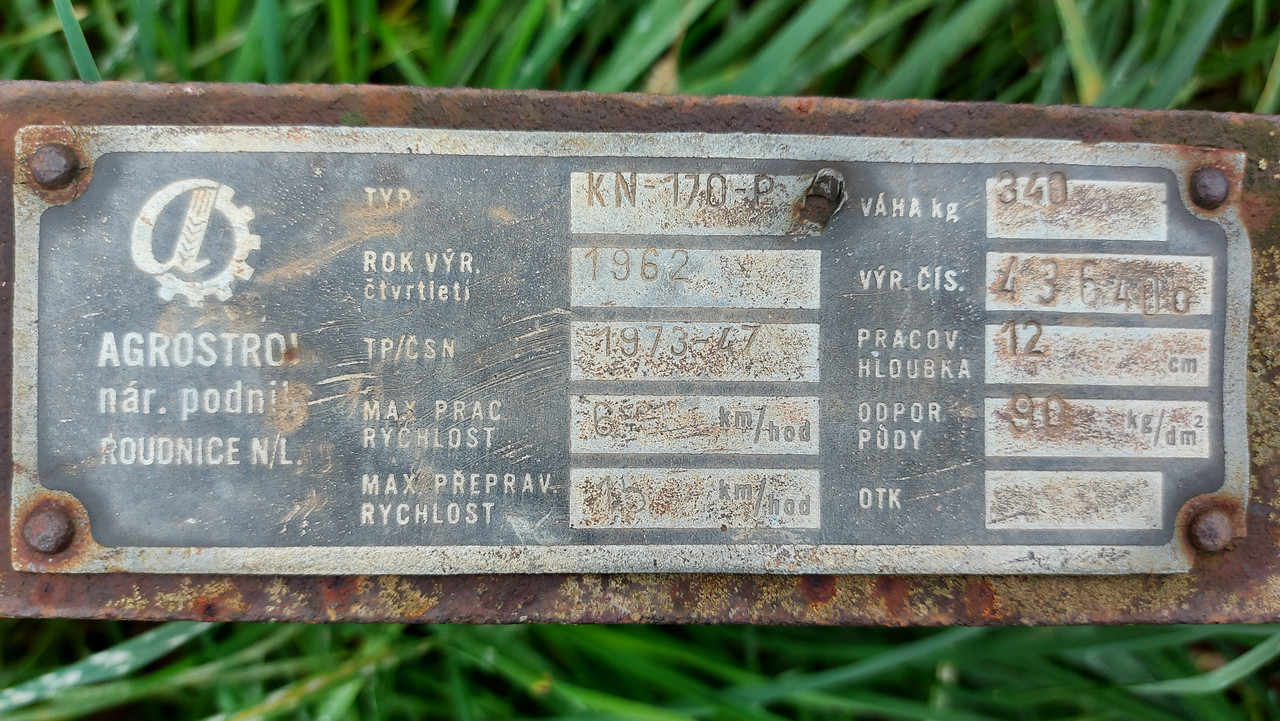 AGROSTROJ
nár. podnik
ROUDNICE N/L.
TYP KN-170-P
ROK VÝR. 1962
čtvrtletí
TP/ČSN 1973-47
MAX PRAC
RYCHLOST 6 km/hod
MAX PŘEPRAV.
RYCHLOST 15 km/hod
VÁHA kg 340
VÝR. ČÍS. 436400
PRACOV. 12
HLOUBKA cm
ODPOR 90 kg/dm²
PŮDY
OTK